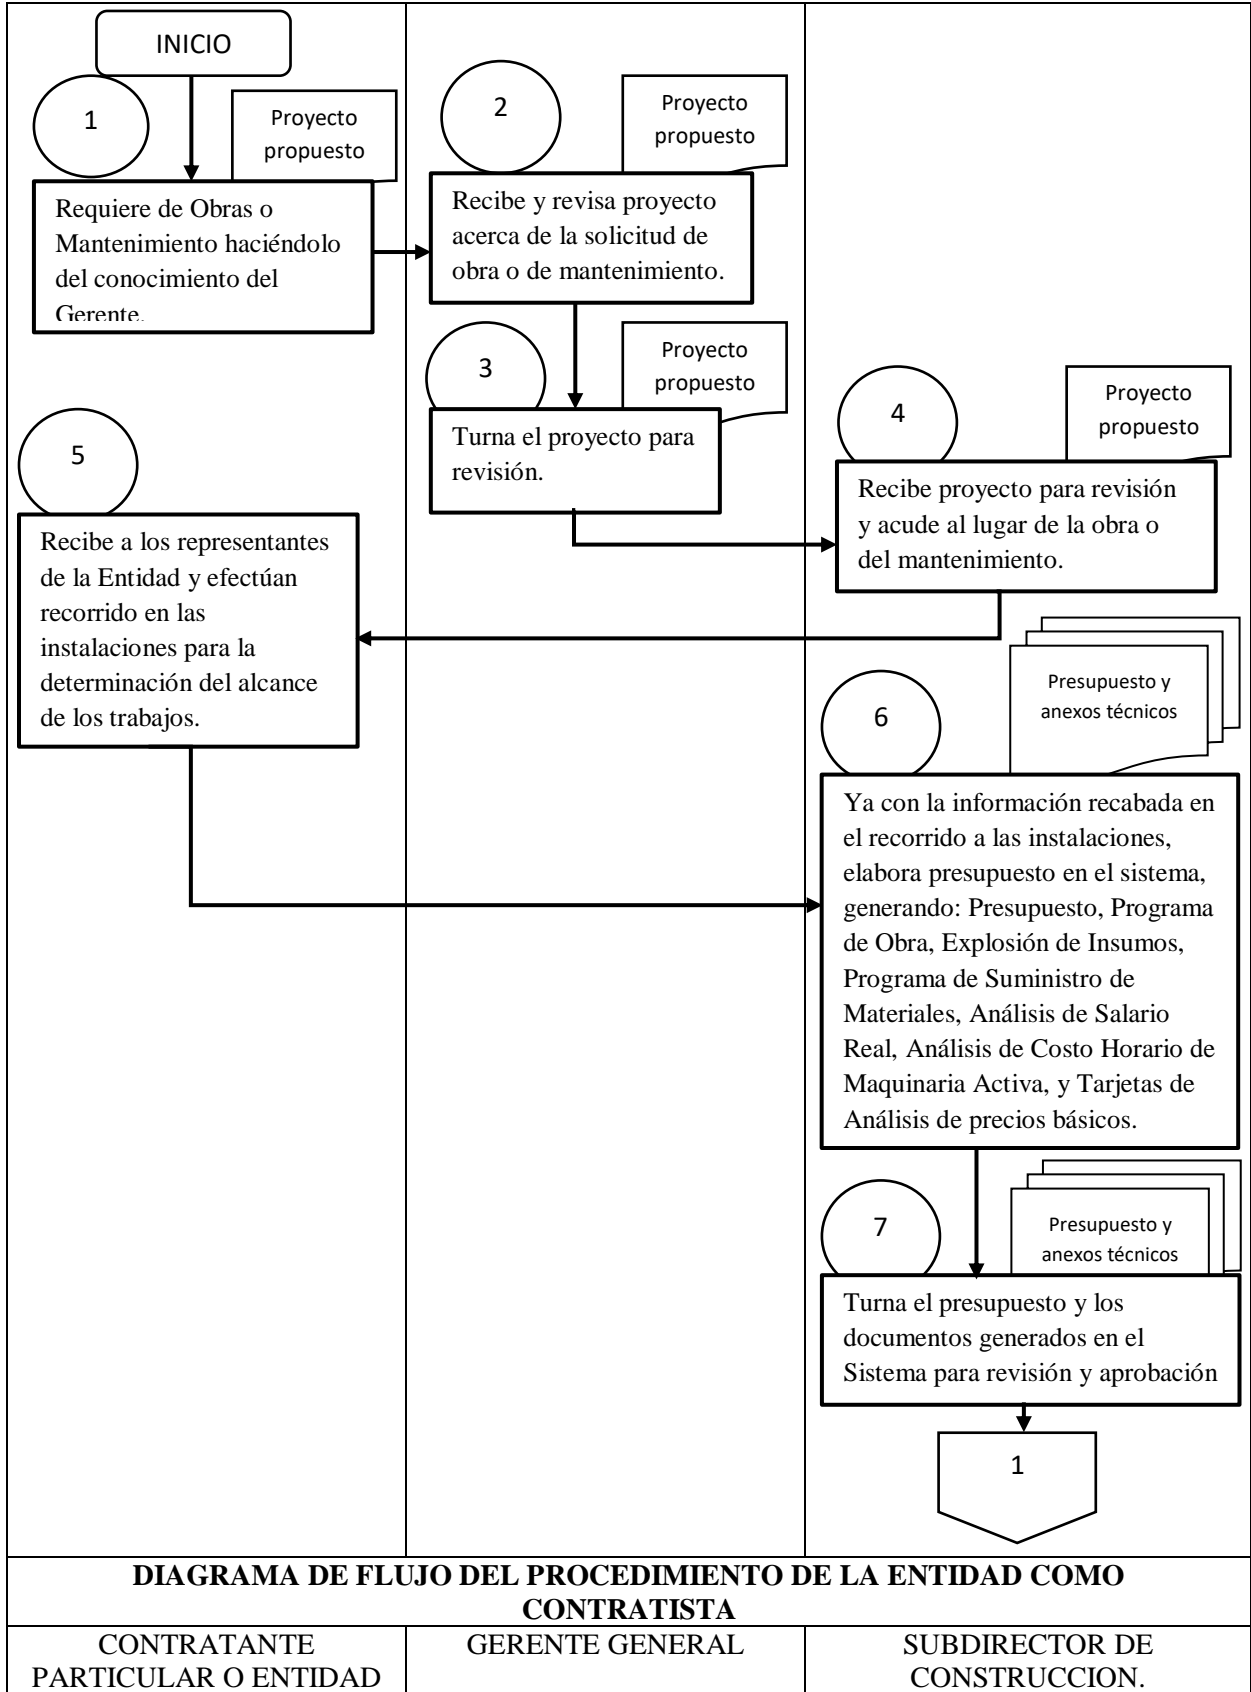 INICIO
1
Proyecto
propuesto
Requiere de Obras o
Mantenimiento haciéndolo
del conocimiento del
Gerente.
2
Proyecto
propuesto
Recibe y revisa proyecto
acerca de la solicitud de
obra o de mantenimiento.
3
Proyecto
propuesto
Turna el proyecto para
revisión.
4
Proyecto
propuesto
Recibe proyecto para revisión
y acude al lugar de la obra o
del mantenimiento.
5
Recibe a los representantes
de la Entidad y efectúan
recorrido en las
instalaciones para la
determinación del alcance
de los trabajos.
6
Presupuesto y
anexos técnicos
Ya con la información recabada en
el recorrido a las instalaciones,
elabora presupuesto en el sistema,
generando: Presupuesto, Programa
de Obra, Explosión de Insumos,
Programa de Suministro de
Materiales, Análisis de Salario
Real, Análisis de Costo Horario de
Maquinaria Activa, y Tarjetas de
Análisis de precios básicos.
7
Presupuesto y
anexos técnicos
Turna el presupuesto y los
documentos generados en el
Sistema para revisión y aprobación
1
DIAGRAMA DE FLUJO DEL PROCEDIMIENTO DE LA ENTIDAD COMO
CONTRATISTA
CONTRATANTE
PARTICULAR O ENTIDAD
GERENTE GENERAL
SUBDIRECTOR DE
CONSTRUCCION.